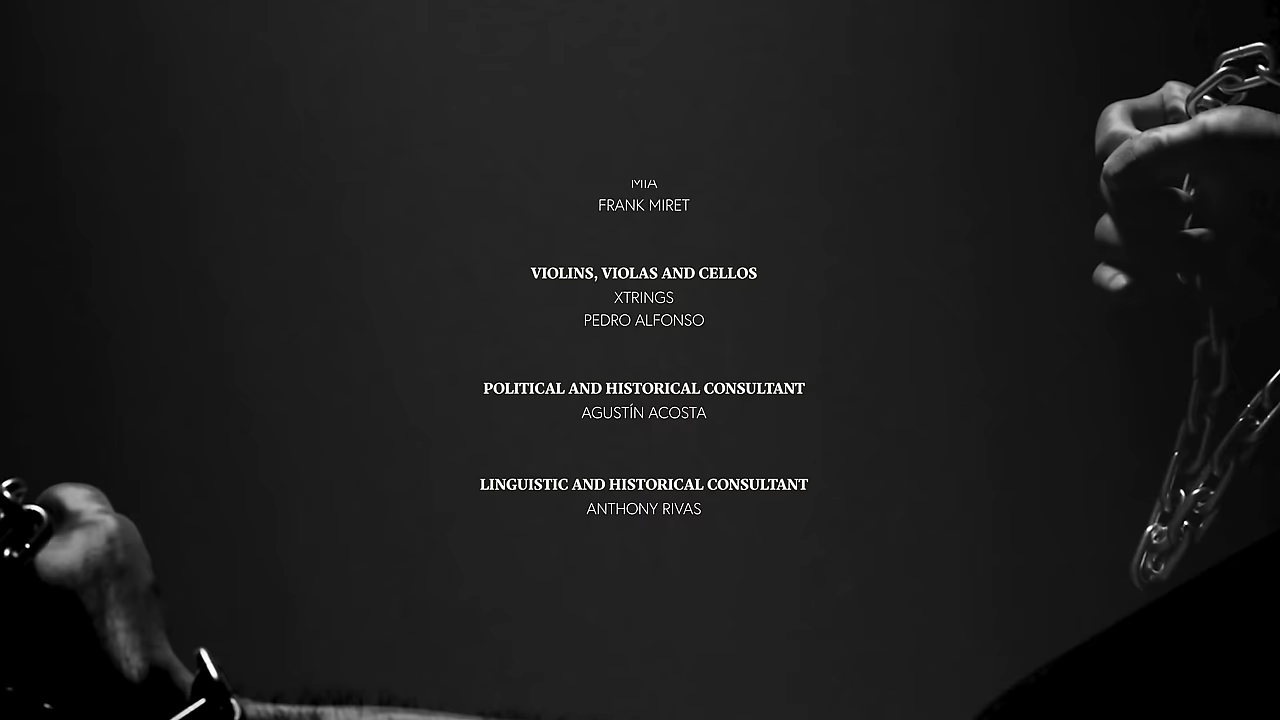 MIA
FRANK MIRET
VIOLINS, VIOLAS AND CELLOS
XTRINGS
PEDRO ALFONSO
POLITICAL AND HISTORICAL CONSULTANT
AGUSTÍN ACOSTA
LINGUISTIC AND HISTORICAL CONSULTANT
ANTHONY RIVAS